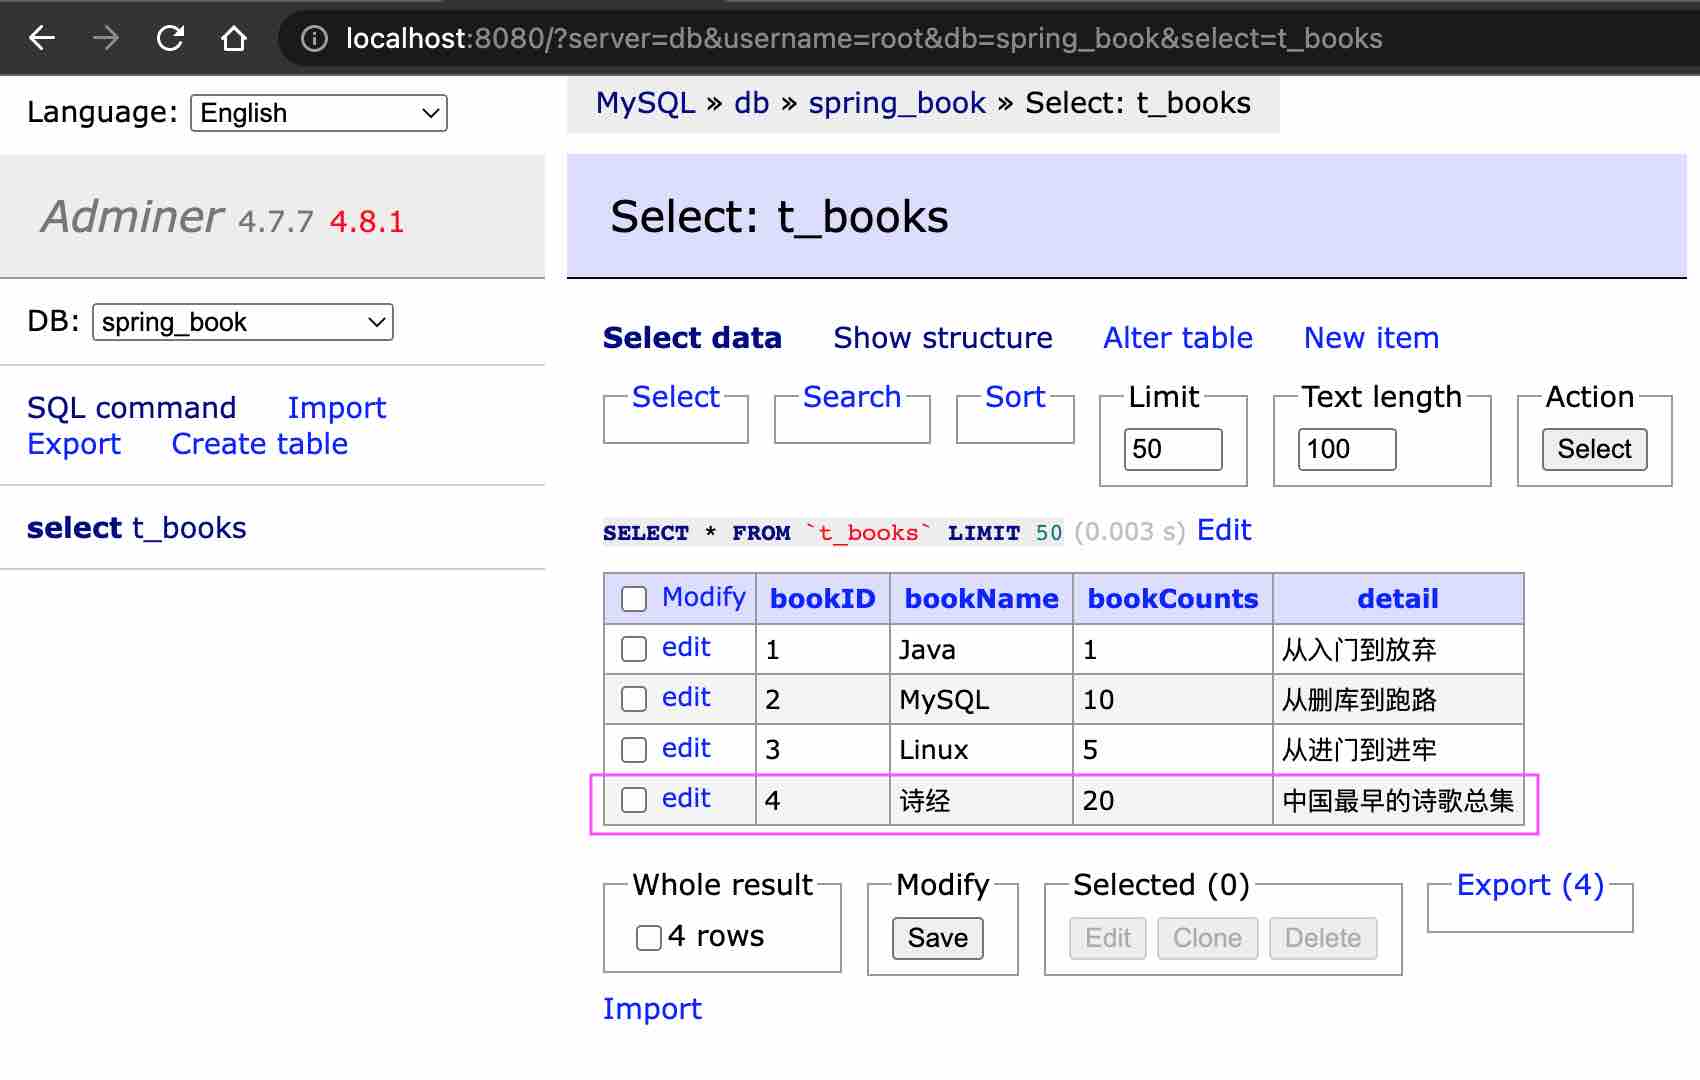 localhost:8080/?server=db&username=root&db=spring_book&select=t_books
Language: English
MySQL » db » spring_book » Select: t_books
Adminer 4.7.7 4.8.1
Select: t_books
DB: spring_book
SQL command Import
Export Create table
select t_books
Select data Show structure Alter table New item
Select Search Sort Limit Text length Action
50 100 Select
SELECT * FROM `t_books` LIMIT 50 (0.003 s) Edit
Modify bookID bookName bookCounts detail
edit 1 Java 1 从入门到放弃
edit 2 MySQL 10 从删库到跑路
edit 3 Linux 5 从进门到进牢
edit 4 诗经 20 中国最早的诗歌总集
Whole result Modify Selected (0) Export (4)
4 rows Save Edit Clone Delete
Import